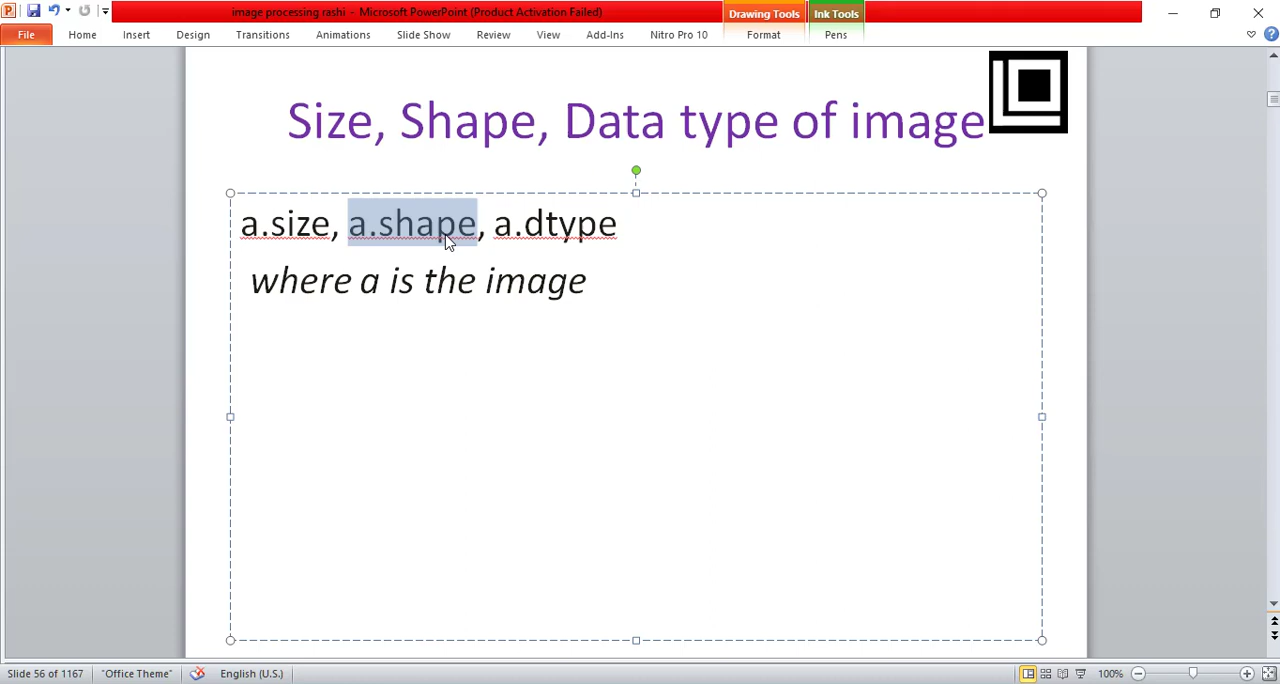 image processing rashi - Microsoft PowerPoint (Product Activation Failed)
Drawing Tools Ink Tools
File Home Insert Design Transitions Animations Slide Show Review View Add-Ins Nitro Pro 10 Format Pens
Size, Shape, Data type of image
a.size, a.shape, a.dtype
where a is the image
Slide 56 of 1167 "Office Theme" English (U.S.) 100%